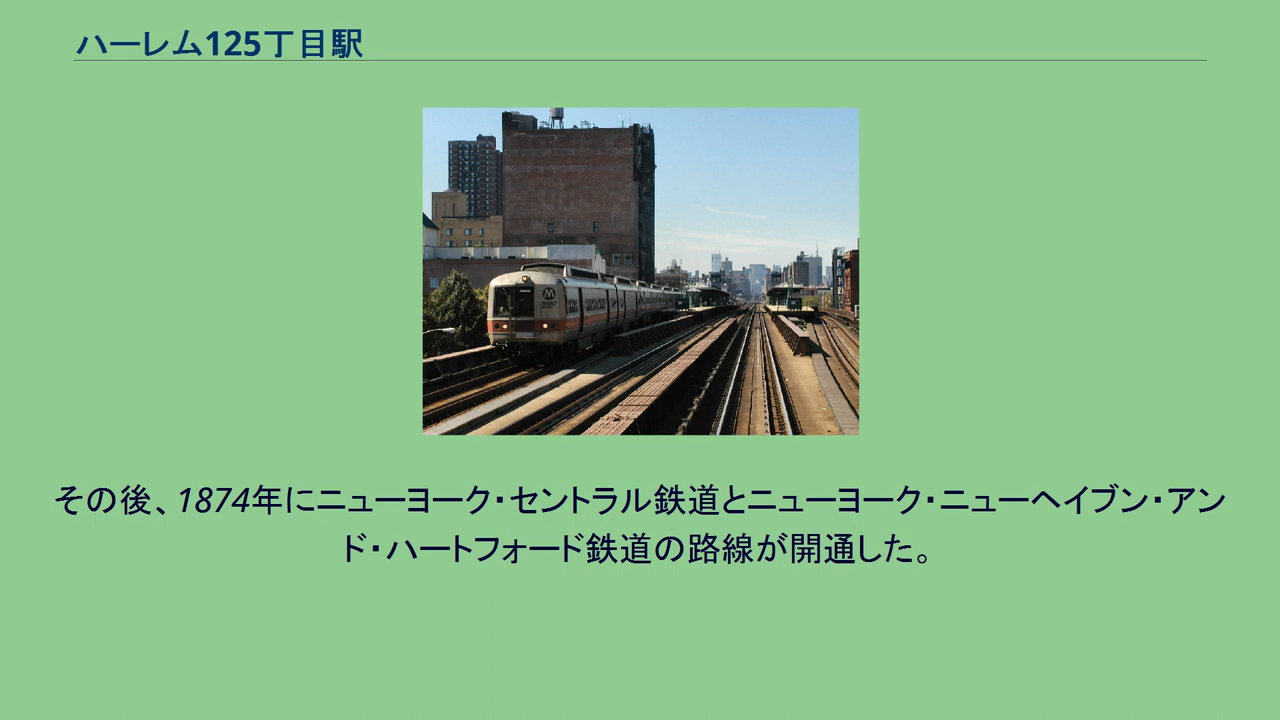 ハーレム125丁目駅
その後、1874年にニューヨーク・セントラル鉄道とニューヨーク・ニューヘイブン・アン
ド・ハートフォード鉄道の路線が開通した。